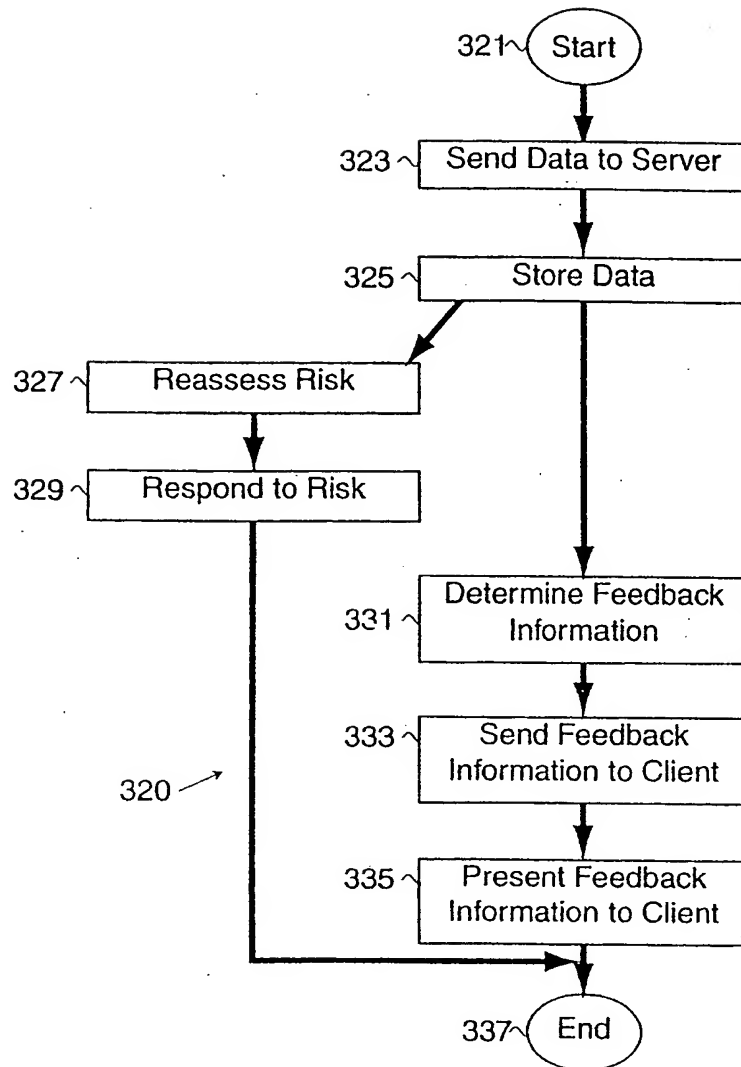 321 Start
323 Send Data to Server
325 Store Data
327 Reassess Risk
329 Respond to Risk
331 Determine Feedback
Information
333 Send Feedback
Information to Client
320
335 Present Feedback
Information to Client
337 End